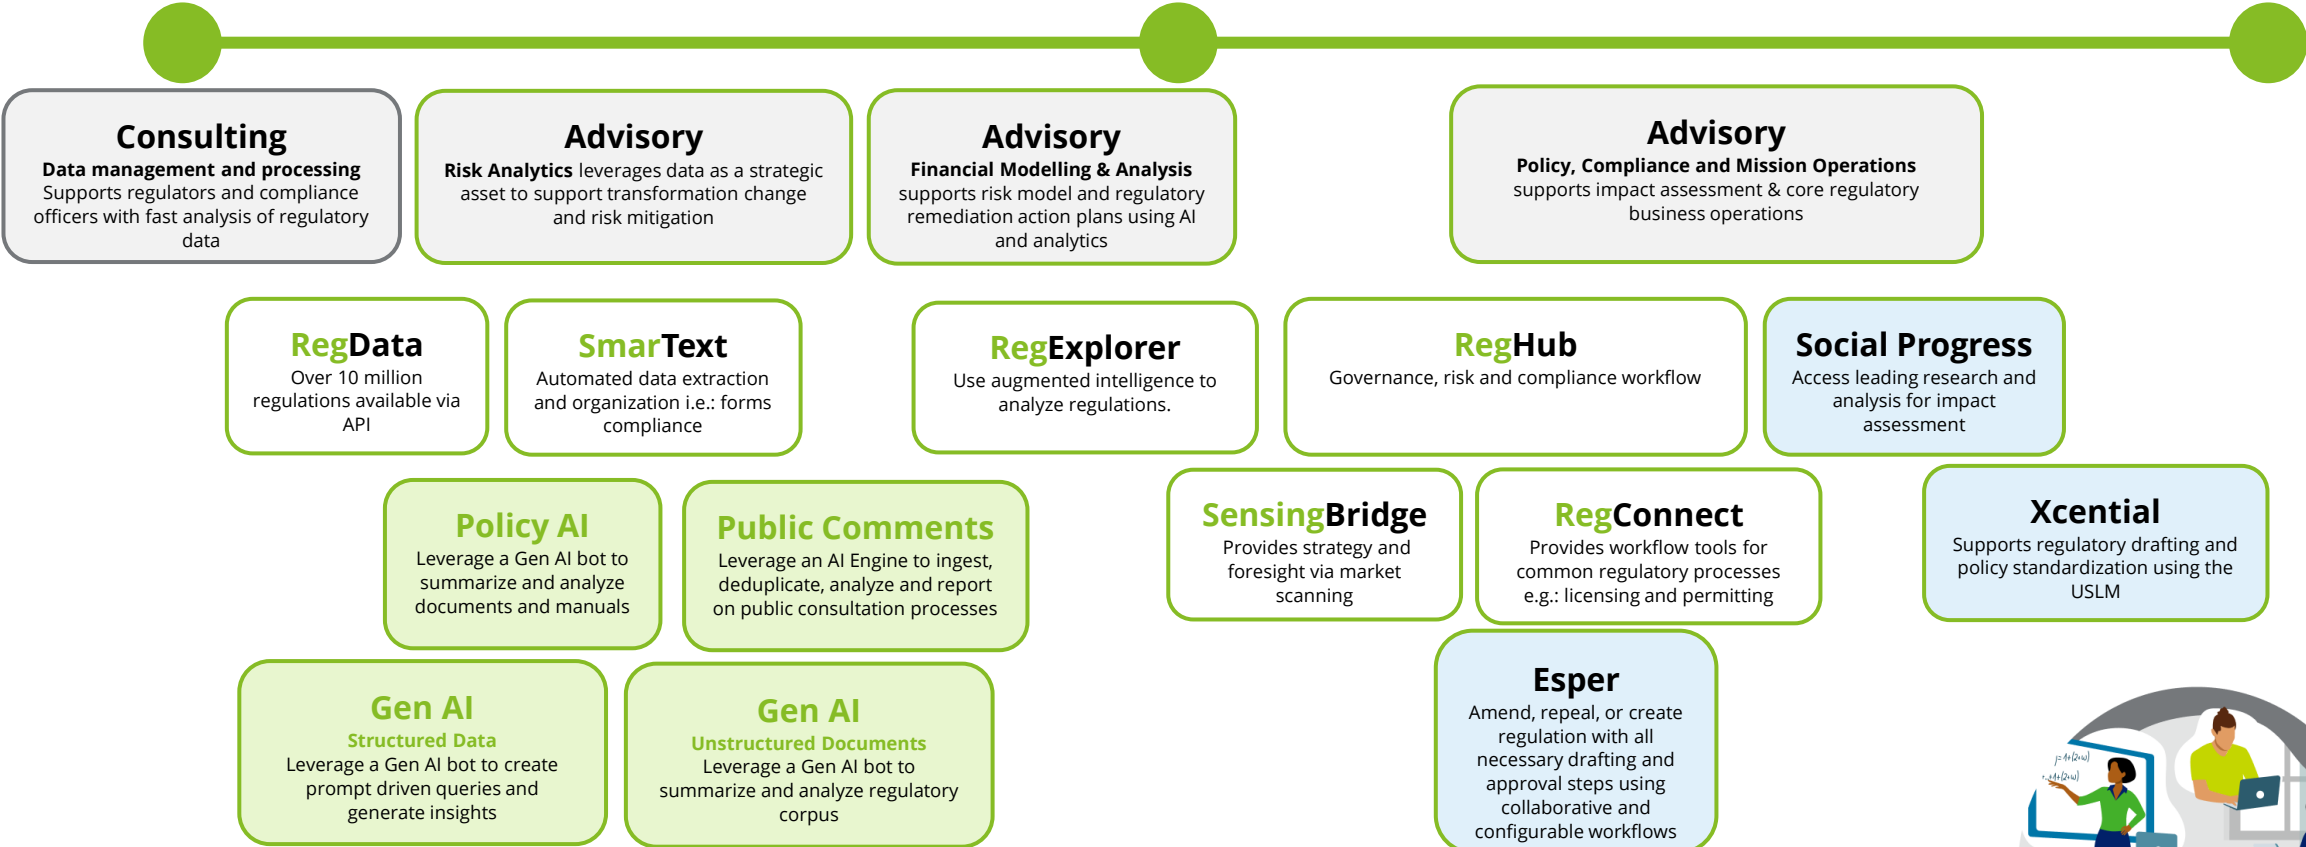 Consulting
Data management and processing
Supports regulators and compliance
officers with fast analysis of regulatory
data
Advisory
Risk Analytics leverages data as a strategic
asset to support transformation change
and risk mitigation
Advisory
Financial Modelling & Analysis
supports risk model and regulatory
remediation action plans using AI
and analytics
Advisory
Policy, Compliance and Mission Operations
supports impact assessment & core regulatory
business operations
RegData
Over 10 million
regulations available via
API
SmarText
Automated data extraction
and organization i.e.: forms
compliance
RegExplorer
Use augmented intelligence to
analyze regulations.
RegHub
Governance, risk and compliance workflow
Social Progress
Access leading research and
analysis for impact
assessment
Policy AI
Leverage a Gen AI bot to
summarize and analyze
documents and manuals
Public Comments
Leverage an AI Engine to ingest,
deduplicate, analyze and report
on public consultation processes
SensingBridge
Provides strategy and
foresight via market
scanning
RegConnect
Provides workflow tools for
common regulatory processes
e.g.: licensing and permitting
Xcential
Supports regulatory drafting and
policy standardization using the
USLM
Gen AI
Structured Data
Leverage a Gen AI bot to create
prompt driven queries and
generate insights
Gen AI
Unstructured Documents
Leverage a Gen AI bot to
summarize and analyze regulatory
corpus
Esper
Amend, repeal, or create
regulation with all
necessary drafting and
approval steps using
collaborative and
configurable workflows